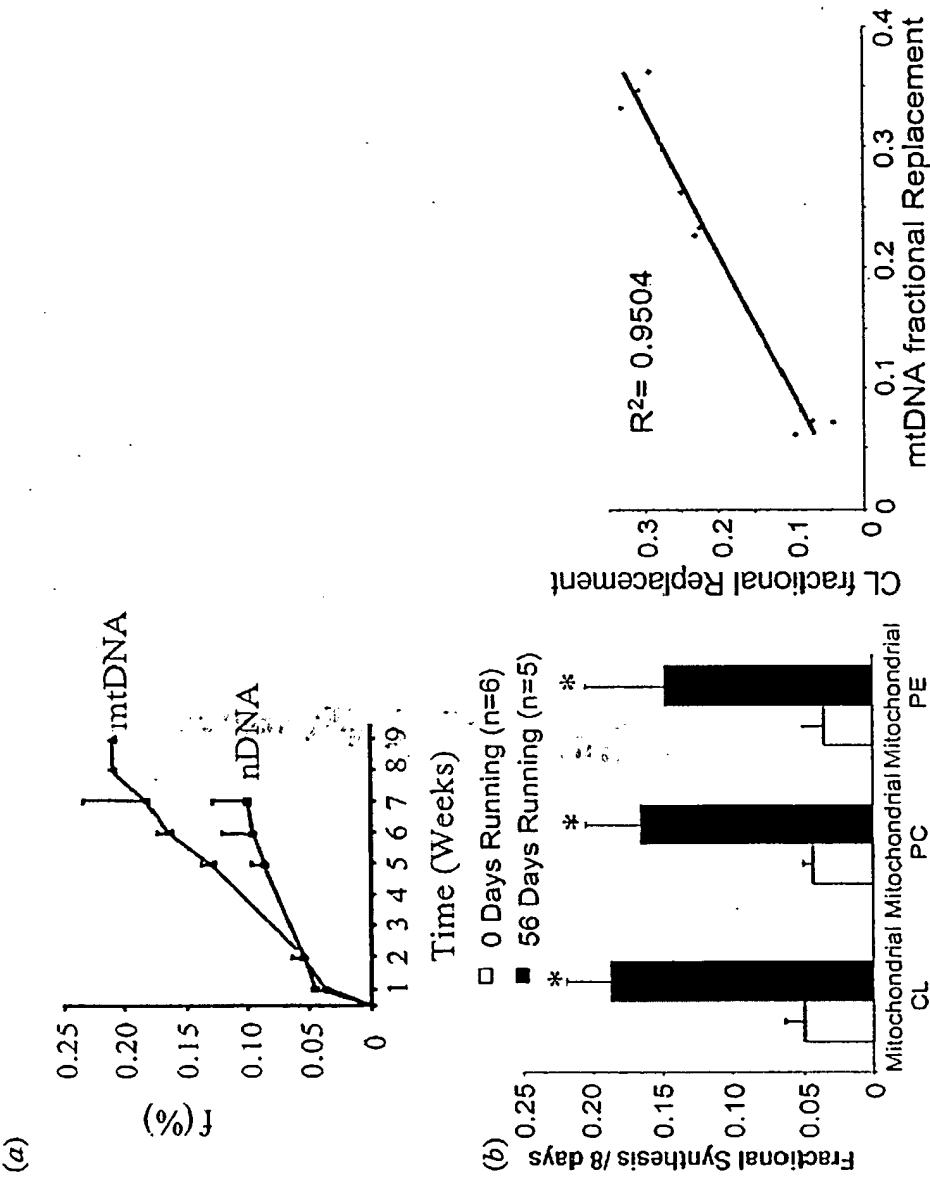 (a)
f (%)
0.25
0.20
0.15
0.10
0.05
0
mtDNA
nDNA
1 2 3 4 5 6 7 8 9
Time (Weeks)
(b)
Fractional Synthesis / 8 days
0.25
0.20
0.15
0.10
0.05
0
□ 0 Days Running (n=6)
■ 56 Days Running (n=5)
*
*
*
Mitochondrial Mitochondrial Mitochondrial
CL PC PE
CL fractional Replacement
0.3
0.2
0.1
0
R²= 0.9504
0 0.1 0.2 0.3 0.4
mtDNA fractional Replacement